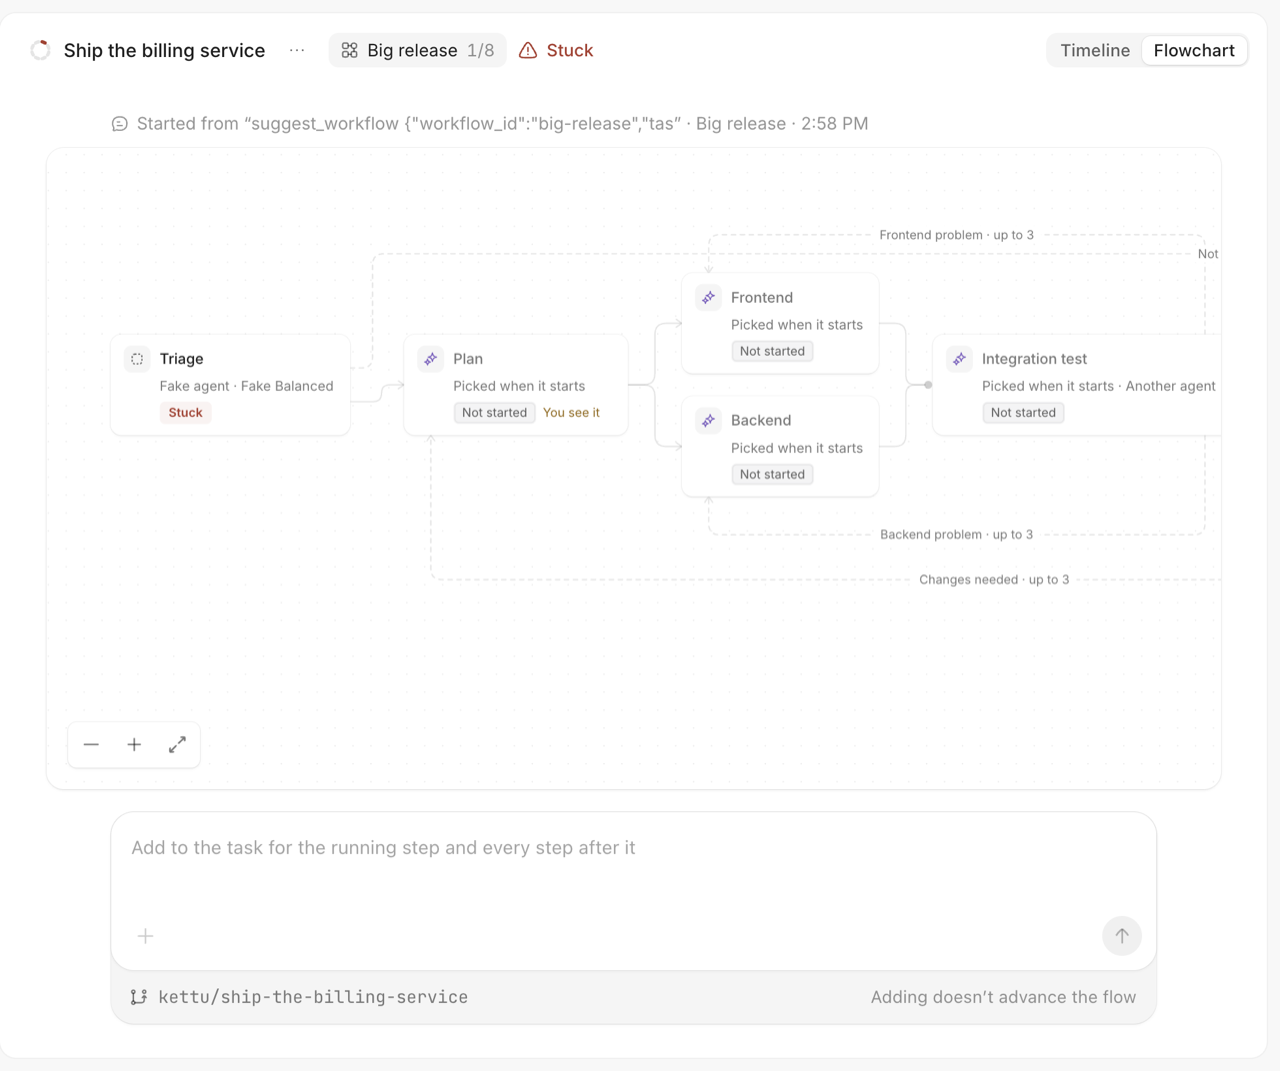 Ship the billing service ··· Big release 1/8 Stuck Timeline Flowchart
Started from “suggest_workflow {"workflow_id":"big-release","tas” · Big release · 2:58 PM
Frontend problem · up to 3
Not
Frontend
Picked when it starts
Not started
Triage
Fake agent · Fake Balanced
Stuck
Plan
Picked when it starts
Not started You see it
Integration test
Picked when it starts · Another agent
Not started
Backend
Picked when it starts
Not started
Backend problem · up to 3
Changes needed · up to 3
Add to the task for the running step and every step after it
kettu/ship-the-billing-service Adding doesn’t advance the flow